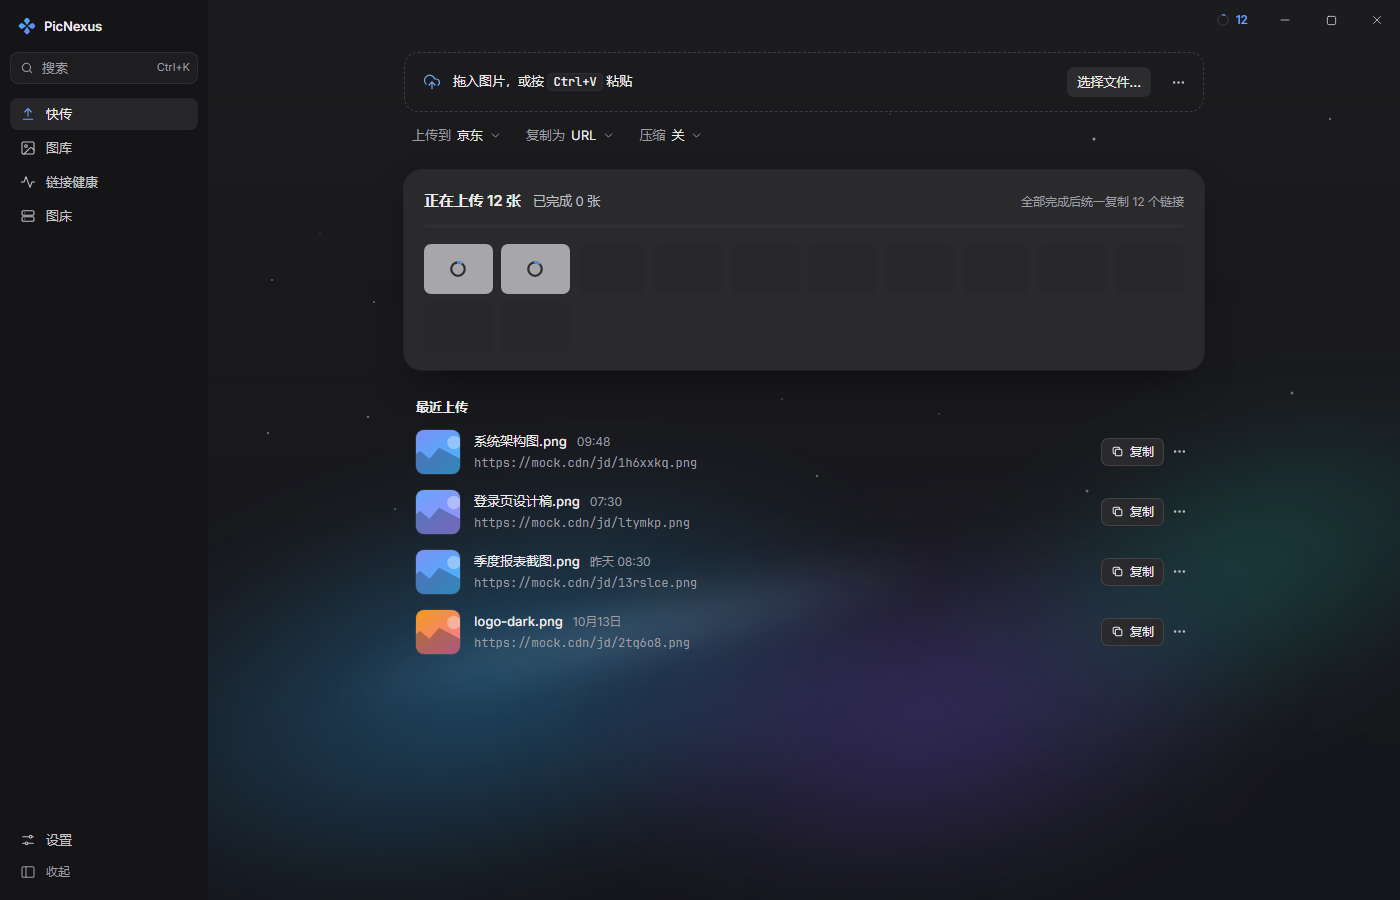 PicNexus
12
搜索 Ctrl+K
快传
图库
链接健康
图床
拖入图片，或按 Ctrl+V 粘贴
选择文件...
上传到 京东
复制为 URL
压缩 关
正在上传 12 张 已完成 0 张
全部完成后统一复制 12 个链接
最近上传
系统架构图.png 09:48
https://mock.cdn/jd/1h6xxkq.png
复制
登录页设计稿.png 07:30
https://mock.cdn/jd/ltymkp.png
复制
季度报表截图.png 昨天 08:30
https://mock.cdn/jd/13rslce.png
复制
logo-dark.png 10月13日
https://mock.cdn/jd/2tq6o8.png
复制
设置
收起